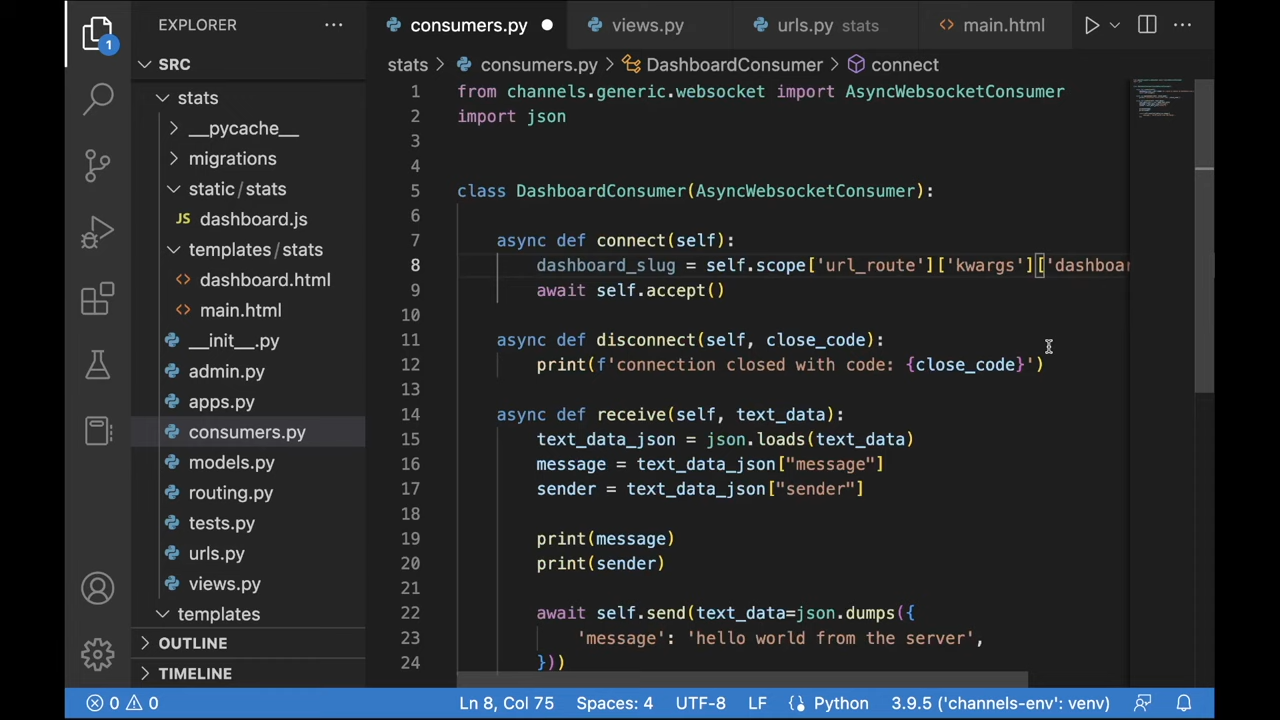 EXPLORER ···
consumers.py
views.py
urls.py stats
main.html
···
1
SRC
stats
__pycache__
migrations
static/stats
JS dashboard.js
templates/stats
dashboard.html
main.html
__init__.py
admin.py
apps.py
consumers.py
models.py
routing.py
tests.py
urls.py
views.py
templates
OUTLINE
TIMELINE
stats > consumers.py > DashboardConsumer > connect
1 from channels.generic.websocket import AsyncWebsocketConsumer
2 import json
3
4
5 class DashboardConsumer(AsyncWebsocketConsumer):
6
7 async def connect(self):
8 dashboard_slug = self.scope['url_route']['kwargs']['dashboar
9 await self.accept()
10
11 async def disconnect(self, close_code):
12 print(f'connection closed with code: {close_code}')
13
14 async def receive(self, text_data):
15 text_data_json = json.loads(text_data)
16 message = text_data_json["message"]
17 sender = text_data_json["sender"]
18
19 print(message)
20 print(sender)
21
22 await self.send(text_data=json.dumps({
23 'message': 'hello world from the server',
24 }))
0 0 Ln 8, Col 75 Spaces: 4 UTF-8 LF Python 3.9.5 ('channels-env': venv)